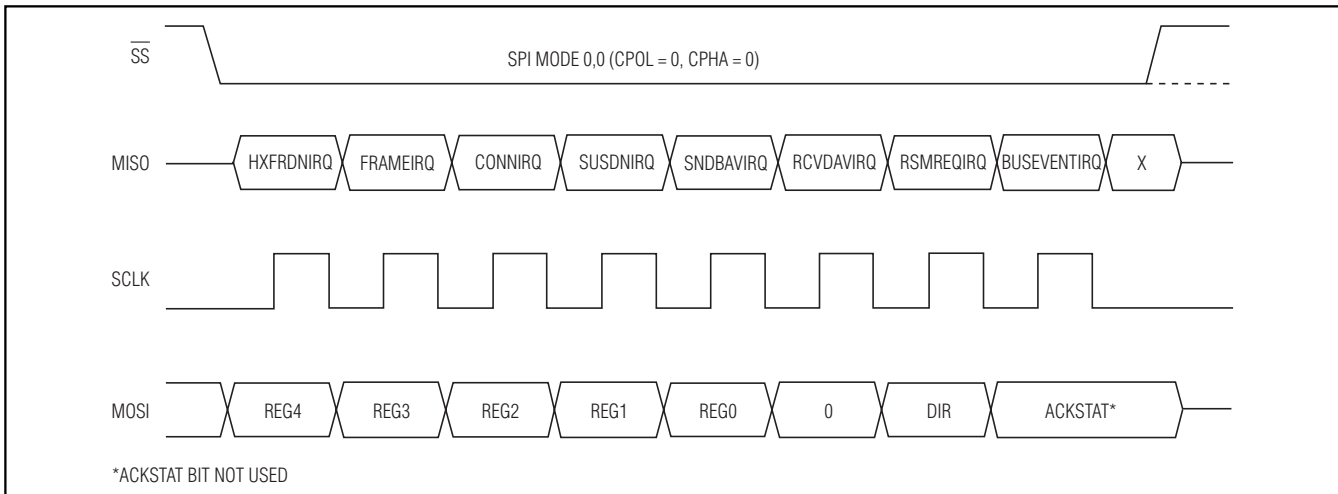 SS
SPI MODE 0,0 (CPOL = 0, CPHA = 0)
MISO
HXFRDNIRQ FRAMEIRQ CONNIRQ SUSDNIRQ SNDBAVIRQ RCVDAVIRQ RSMREQIRQ BUSEVENTIRQ X
SCLK
MOSI
REG4 REG3 REG2 REG1 REG0 0 DIR ACKSTAT*
*ACKSTAT BIT NOT USED